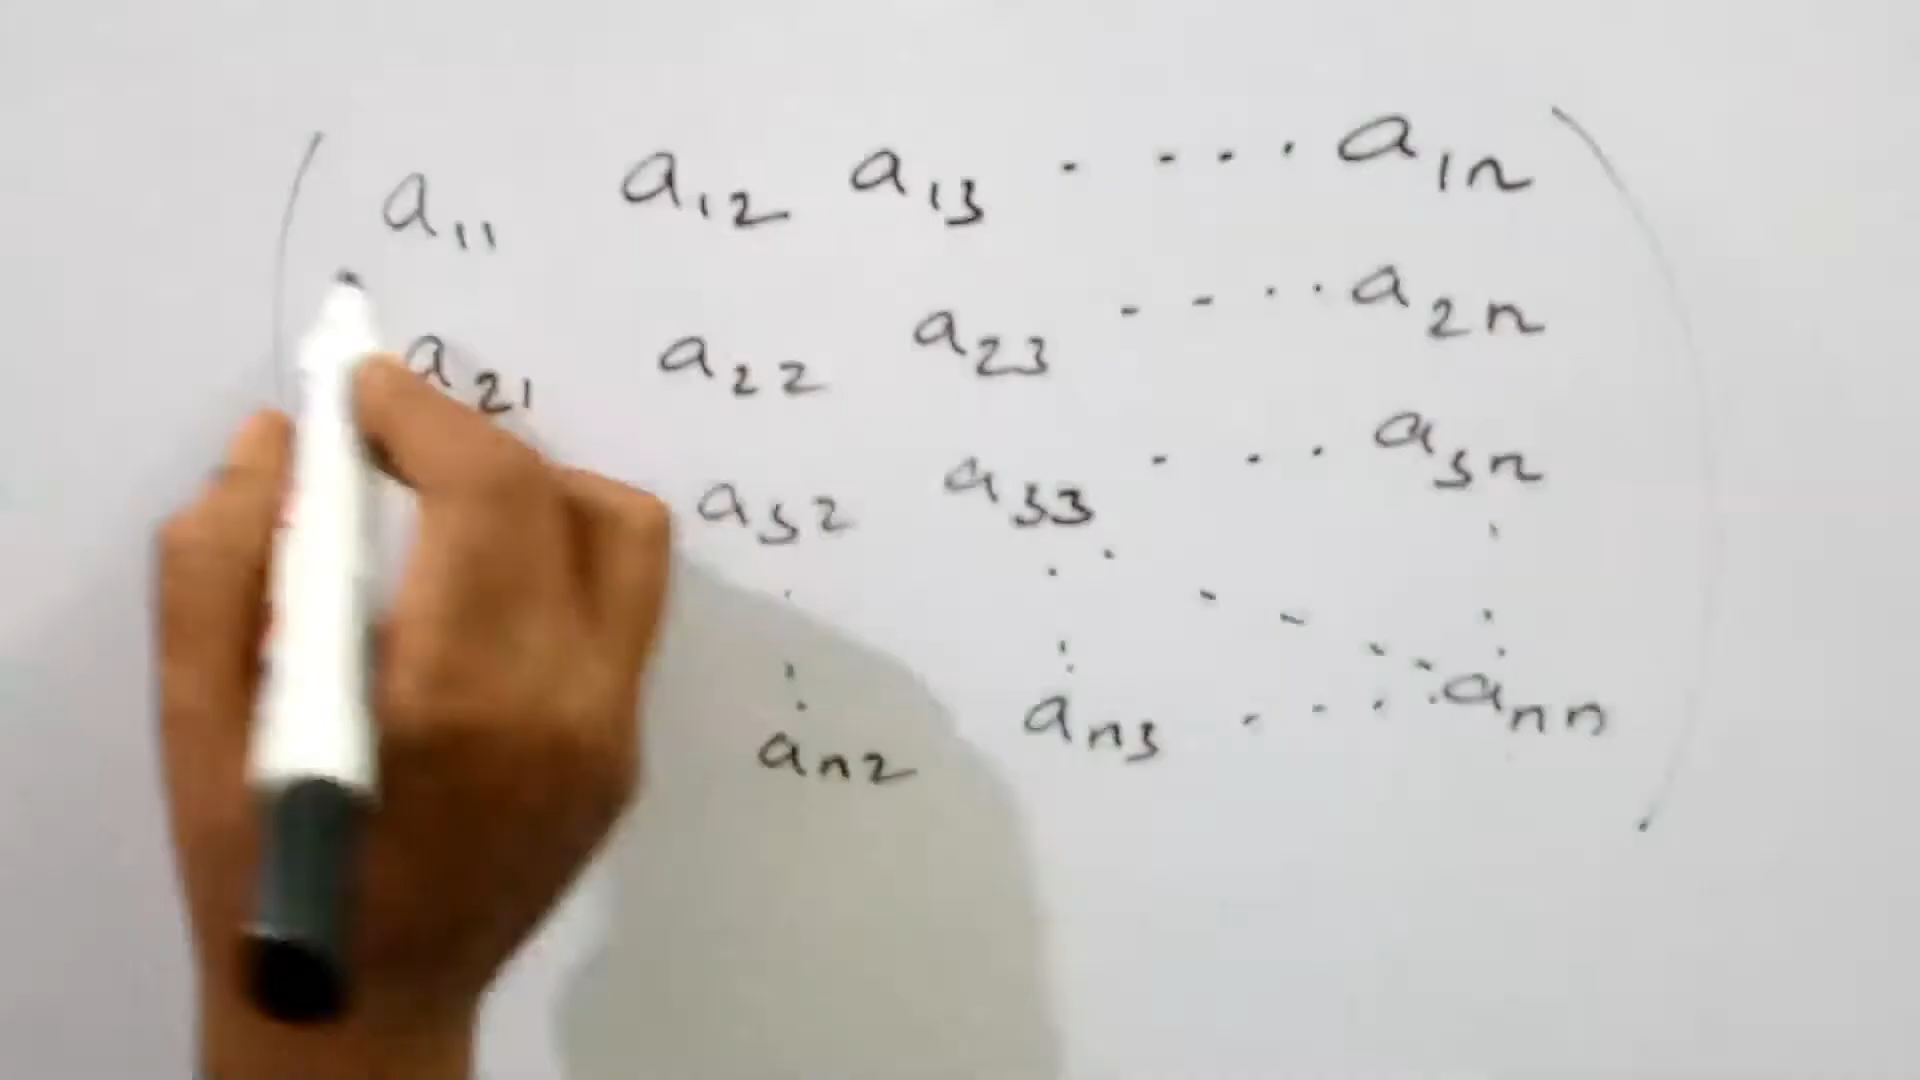 a11 a12 a13 . - - . a1n
a21 a22 a23 - - . . a2n
a32 a33 - - . a3n
an2 an3 . . . . ann